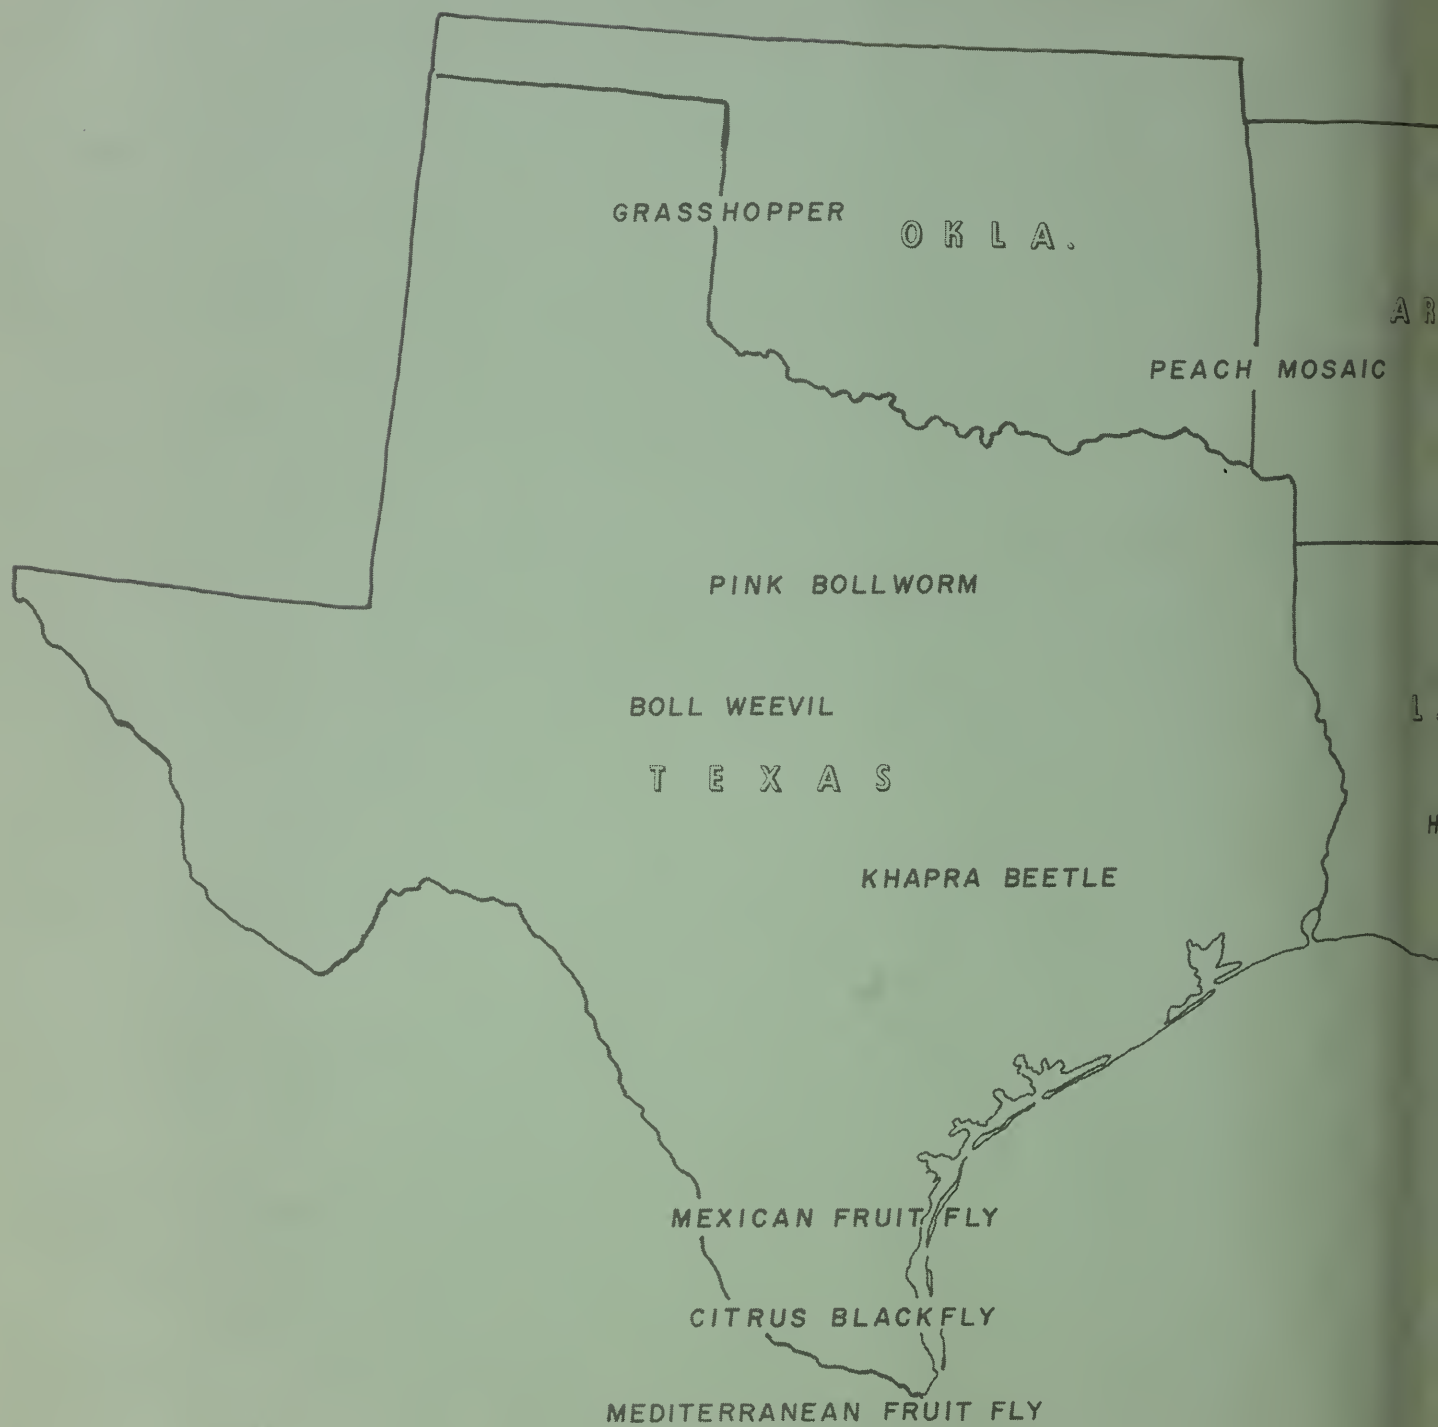 GRASSHOPPER
OKLA.
AR
PEACH MOSAIC
PINK BOLLWORM
BOLL WEEVIL
L
TEXAS
H
KHAPRA BEETLE
MEXICAN FRUIT FLY
CITRUS BLACKFLY
MEDITERRANEAN FRUIT FLY